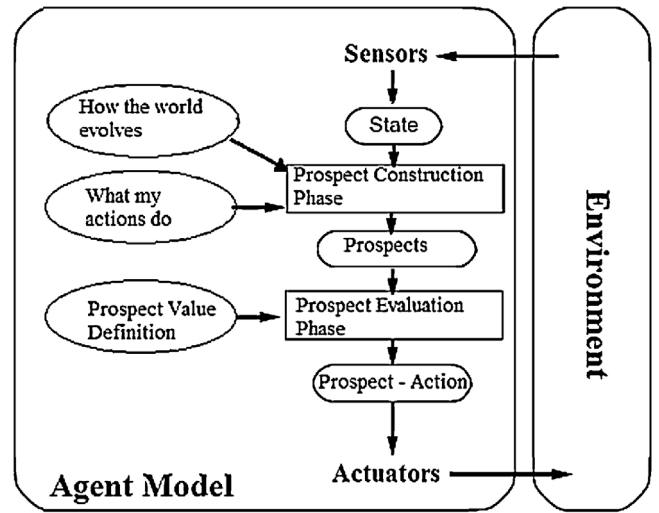 Sensors
How the world
evolves
State
Prospect Construction
Phase
What my
actions do
Prospects
Prospect Value
Definition
Prospect Evaluation
Phase
Prospect - Action
Actuators
Agent Model
Environment